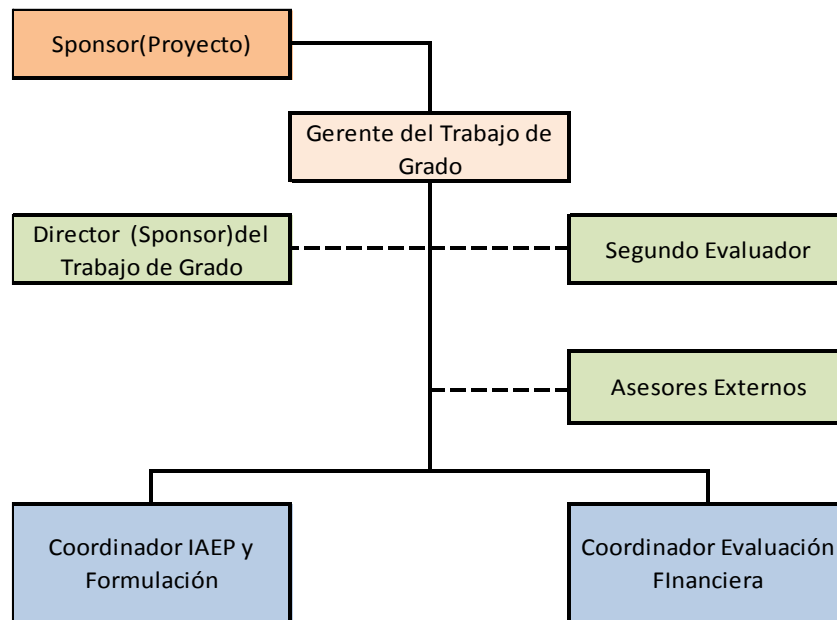 Sponsor(Proyecto)
Gerente del Trabajo de
Grado
Director (Sponsor)del
Trabajo de Grado
Segundo Evaluador
Asesores Externos
Coordinador IAEP y
Formulación
Coordinador Evaluación
FInanciera